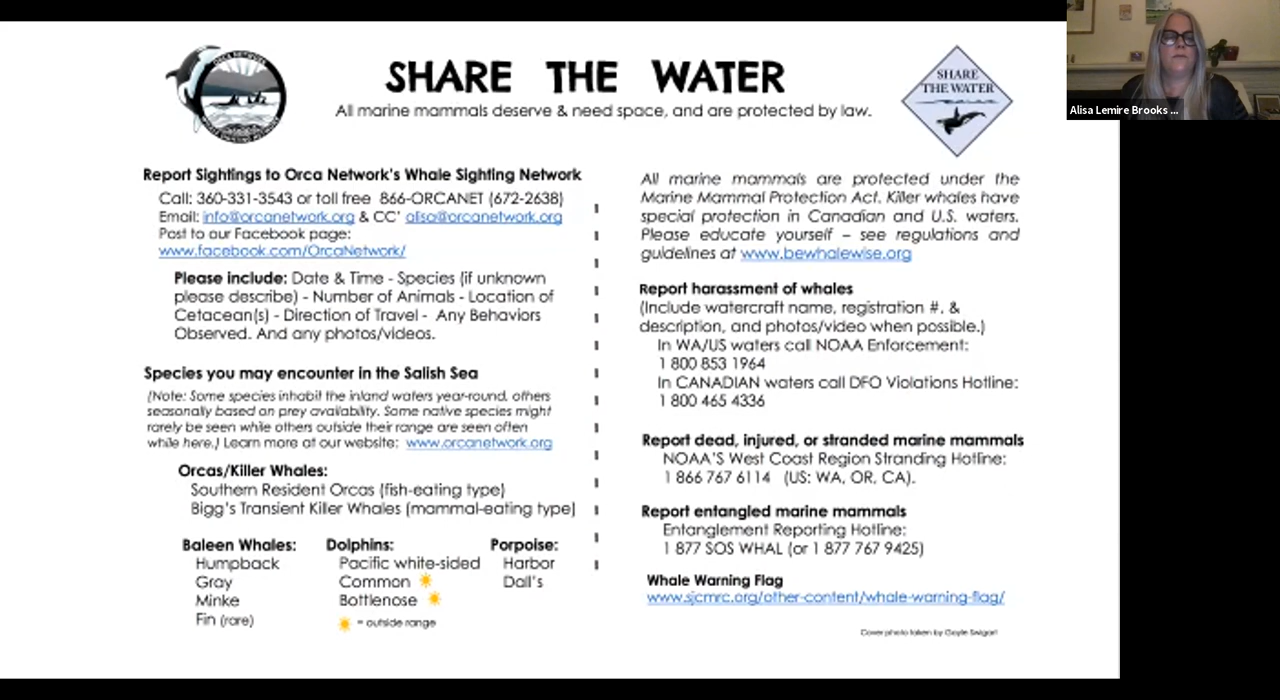 SHARE THE WATER
All marine mammals deserve & need space, and are protected by law.
ORCA NETWORK
SHARE
THE WATER
Report Sightings to Orca Network's Whale Sighting Network
Call: 360-331-3543 or toll free 866-ORCANET (672-2638)
Email: info@orcanetwork.org & CC' alisa@orcanetwork.org
Post to our Facebook page:
www.facebook.com/OrcaNetwork/
Please include: Date & Time - Species (if unknown
please describe) - Number of Animals - Location of
Cetacean(s) - Direction of Travel - Any Behaviors
Observed. And any photos/videos.
Species you may encounter in the Salish Sea
(Note: Some species inhabit the inland waters year-round, others
seasonally based on prey availability. Some native species might
rarely be seen while others outside their range are seen often
while here.) Learn more at our website: www.orcanetwork.org
Orcas/Killer Whales:
Southern Resident Orcas (fish-eating type)
Bigg's Transient Killer Whales (mammal-eating type)
Baleen Whales:
Humpback
Gray
Minke
Fin (rare)
Dolphins:
Pacific white-sided
Common
Bottlenose
= outside range
Porpoise:
Harbor
Dall's
All marine mammals are protected under the
Marine Mammal Protection Act. Killer whales have
special protection in Canadian and U.S. waters.
Please educate yourself – see regulations and
guidelines at www.bewhalewise.org
Report harassment of whales
(Include watercraft name, registration #, &
description, and photos/video when possible.)
In WA/US waters call NOAA Enforcement:
1 800 853 1964
In CANADIAN waters call DFO Violations Hotline:
1 800 465 4336
Report dead, injured, or stranded marine mammals
NOAA'S West Coast Region Stranding Hotline:
1 866 767 6114 (US: WA, OR, CA).
Report entangled marine mammals
Entanglement Reporting Hotline:
1 877 SOS WHAL (or 1 877 767 9425)
Whale Warning Flag
www.sjcmrc.org/other-content/whale-warning-flag/
Cover photo taken by Gayle Swigart
Alisa Lemire Brooks ...